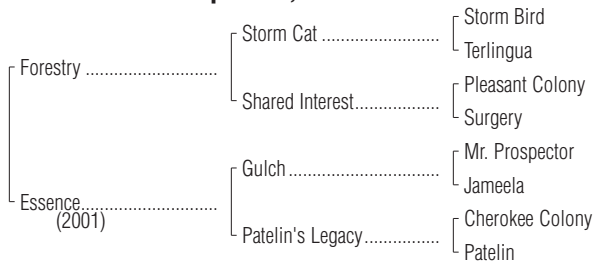 Storm Bird
Storm Cat ....................
Terlingua
Forestry ......................
Pleasant Colony
Shared Interest................
Surgery
Mr. Prospector
Gulch ...........................
Jameela
Essence.......................
(2001)
Cherokee Colony
Patelin's Legacy..............
Patelin